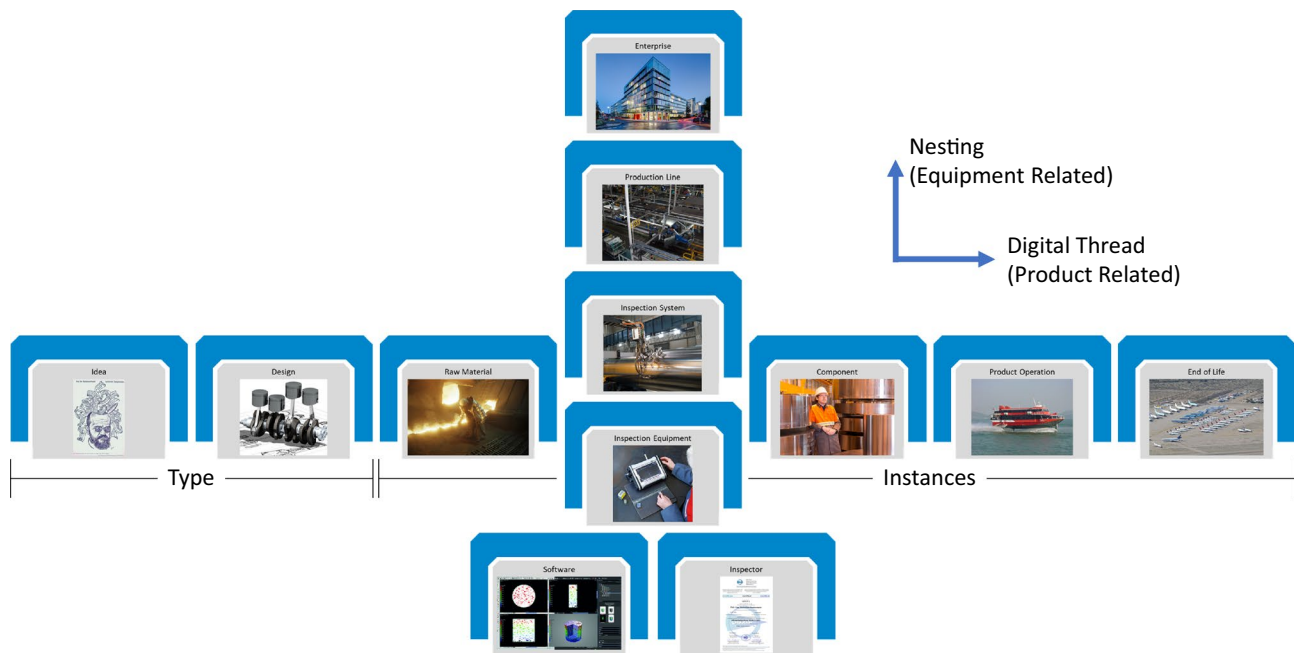 Enterprise
Nesting
(Equipment Related)
Production Line
Digital Thread
(Product Related)
Inspection System
Idea
Design
Raw Material
Component
Product Operation
End of Life
Inspection Equipment
Type
Instances
Software
Inspector